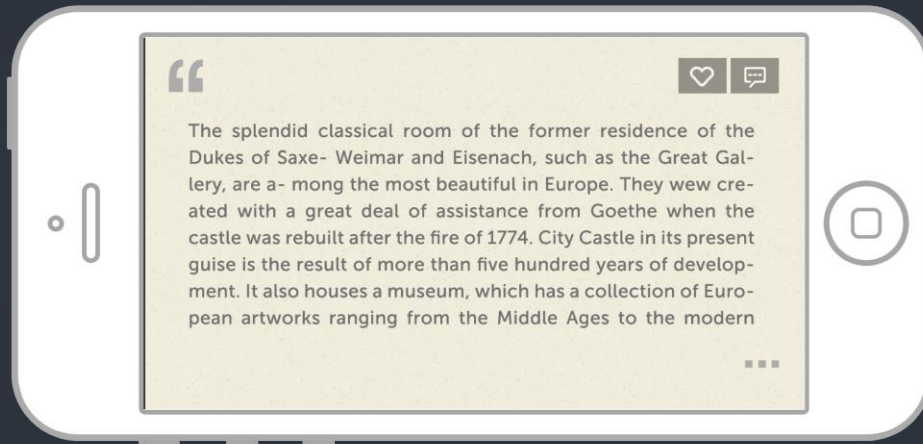 The splendid classical room of the former residence of the
Dukes of Saxe- Weimar and Eisenach, such as the Great Gal-
lery, are a- mong the most beautiful in Europe. They wew cre-
ated with a great deal of assistance from Goethe when the
castle was rebuilt after the fire of 1774. City Castle in its present
guise is the result of more than five hundred years of develop-
ment. It also houses a museum, which has a collection of Euro-
pean artworks ranging from the Middle Ages to the modern